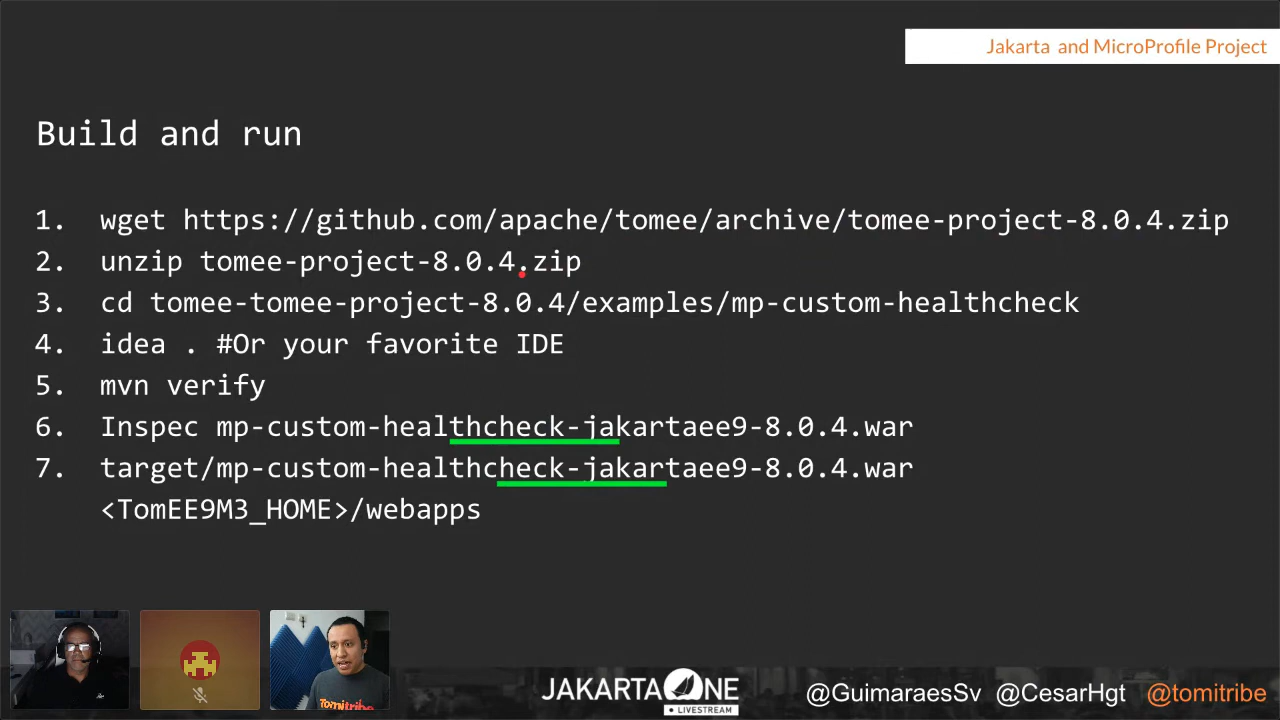 Jakarta and MicroProfile Project
Build and run
1. wget https://github.com/apache/tomee/archive/tomee-project-8.0.4.zip
2. unzip tomee-project-8.0.4.zip
3. cd tomee-tomee-project-8.0.4/examples/mp-custom-healthcheck
4. idea . #Or your favorite IDE
5. mvn verify
6. Inspec mp-custom-healthcheck-jakartaee9-8.0.4.war
7. target/mp-custom-healthcheck-jakartaee9-8.0.4.war
<TomEE9M3_HOME>/webapps
Tomitribe
JAKARTAONE
LIVESTREAM
@GuimaraesSv @CesarHgt @tomitribe